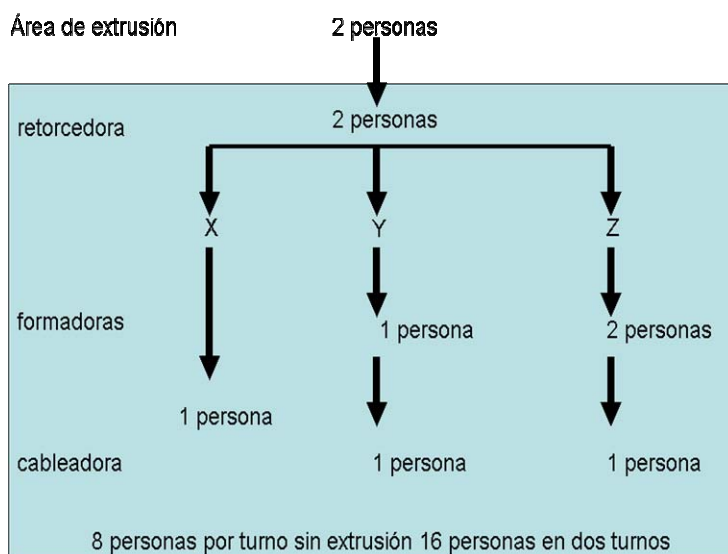 Área de extrusión 2 personas
retorcedora 2 personas
X Y Z
formadoras 1 persona 2 personas
1 persona
cableadora 1 persona 1 persona
8 personas por turno sin extrusión 16 personas en dos turnos